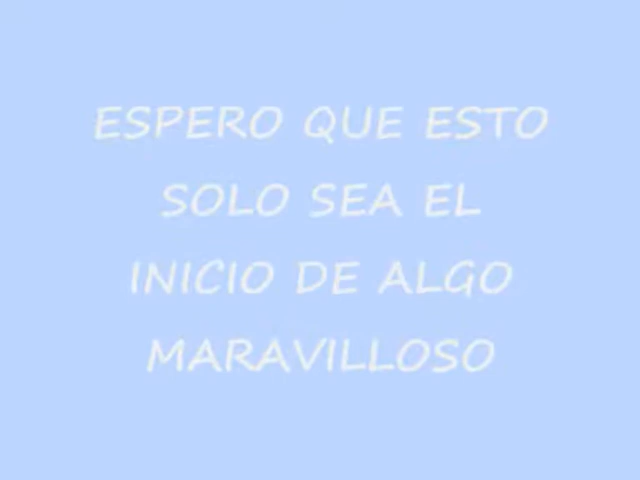 ESPERO QUE ESTO
SOLO SEA EL
INICIO DE ALGO
MARAVILLOSO